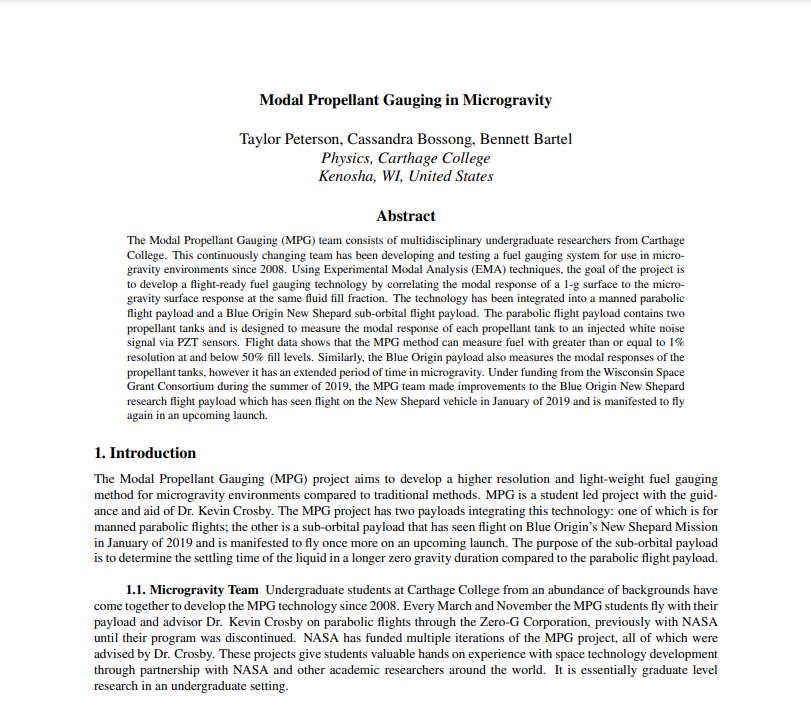 Modal Propellant Gauging in Microgravity
Taylor Peterson, Cassandra Bossong, Bennett Bartel
Physics, Carthage College
Kenosha, WI, United States
Abstract
The Modal Propellant Gauging (MPG) team consists of multidisciplinary undergraduate researchers from Carthage
College. This continuously changing team has been developing and testing a fuel gauging system for use in micro-
gravity environments since 2008. Using Experimental Modal Analysis (EMA) techniques, the goal of the project is
to develop a flight-ready fuel gauging technology by correlating the modal response of a 1-g surface to the micro-
gravity surface response at the same fluid fill fraction. The technology has been integrated into a manned parabolic
flight payload and a Blue Origin New Shepard sub-orbital flight payload. The parabolic flight payload contains two
propellant tanks and is designed to measure the modal response of each propellant tank to an injected white noise
signal via PZT sensors. Flight data shows that the MPG method can measure fuel with greater than or equal to 1%
resolution at and below 50% fill levels. Similarly, the Blue Origin payload also measures the modal responses of the
propellant tanks, however it has an extended period of time in microgravity. Under funding from the Wisconsin Space
Grant Consortium during the summer of 2019, the MPG team made improvements to the Blue Origin New Shepard
research flight payload which has seen flight on the New Shepard vehicle in January of 2019 and is manifested to fly
again in an upcoming launch.
1. Introduction
The Modal Propellant Gauging (MPG) project aims to develop a higher resolution and light-weight fuel gauging
method for microgravity environments compared to traditional methods. MPG is a student led project with the guid-
ance and aid of Dr. Kevin Crosby. The MPG project has two payloads integrating this technology: one of which is for
manned parabolic flights; the other is a sub-orbital payload that has seen flight on Blue Origin's New Shepard Mission
in January of 2019 and is manifested to fly once more on an upcoming launch. The purpose of the sub-orbital payload
is to determine the settling time of the liquid in a longer zero gravity duration compared to the parabolic flight payload.
1.1. Microgravity Team Undergraduate students at Carthage College from an abundance of backgrounds have
come together to develop the MPG technology since 2008. Every March and November the MPG students fly with their
payload and advisor Dr. Kevin Crosby on parabolic flights through the Zero-G Corporation, previously with NASA
until their program was discontinued. NASA has funded multiple iterations of the MPG project, all of which were
advised by Dr. Crosby. These projects give students valuable hands on experience with space technology development
through partnership with NASA and other academic researchers around the world. It is essentially graduate level
research in an undergraduate setting.